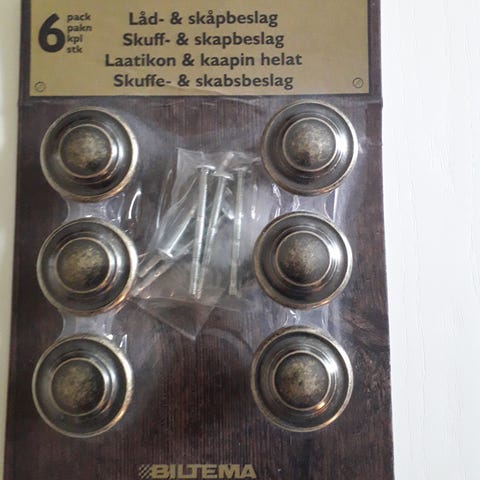 6 pack
pakn
kpl
stk
Låd- & skåpbeslag
Skuff- & skapbeslag
Laatikon & kaapin helat
Skuffe- & skabsbeslag
BILTEMA